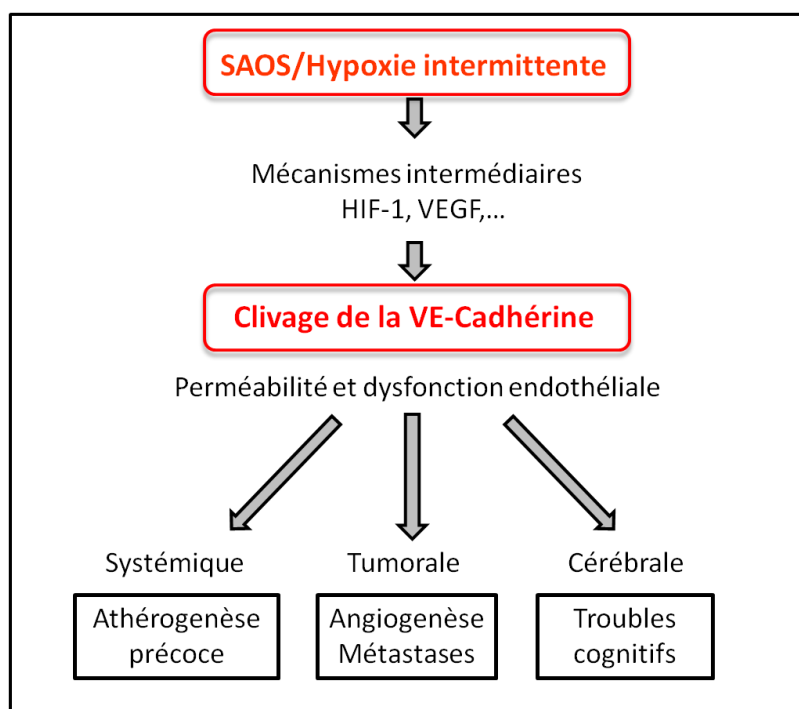 SAOS/Hypoxie intermittente
Mécanismes intermédiaires
HIF-1, VEGF,...
Clivage de la VE-Cadhérine
Perméabilité et dysfonction endothéliale
Systémique
Tumorale
Cérébrale
Athérogenèse
précoce
Angiogenèse
Métastases
Troubles
cognitifs